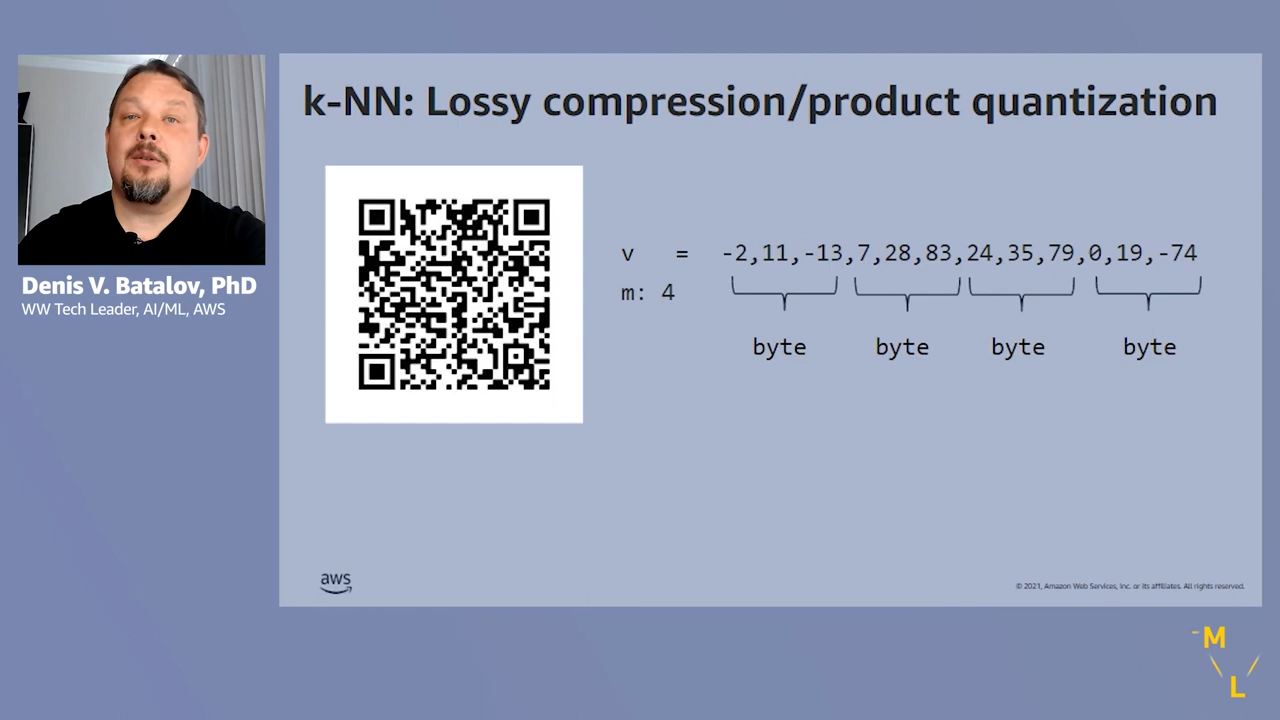 k-NN: Lossy compression/product quantization
v = -2,11,-13,7,28,83,24,35,79,0,19,-74
m: 4
byte byte byte byte
Denis V. Batalov, PhD
WW Tech Leader, AI/ML, AWS
aws
© 2021, Amazon Web Services, Inc. or its affiliates. All rights reserved.
M
L